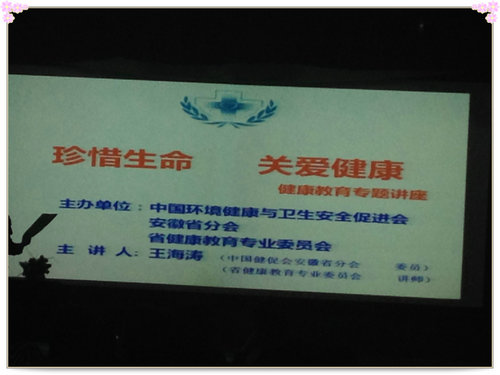 珍惜生命 关爱健康
健康教育专题讲座
主办单位：中国环境健康与卫生安全促进会
安徽省分会
省健康教育专业委员会
主 讲 人：王海涛 （中国健促会安徽省分会 委员）
（省健康教育专业委员会 讲师）